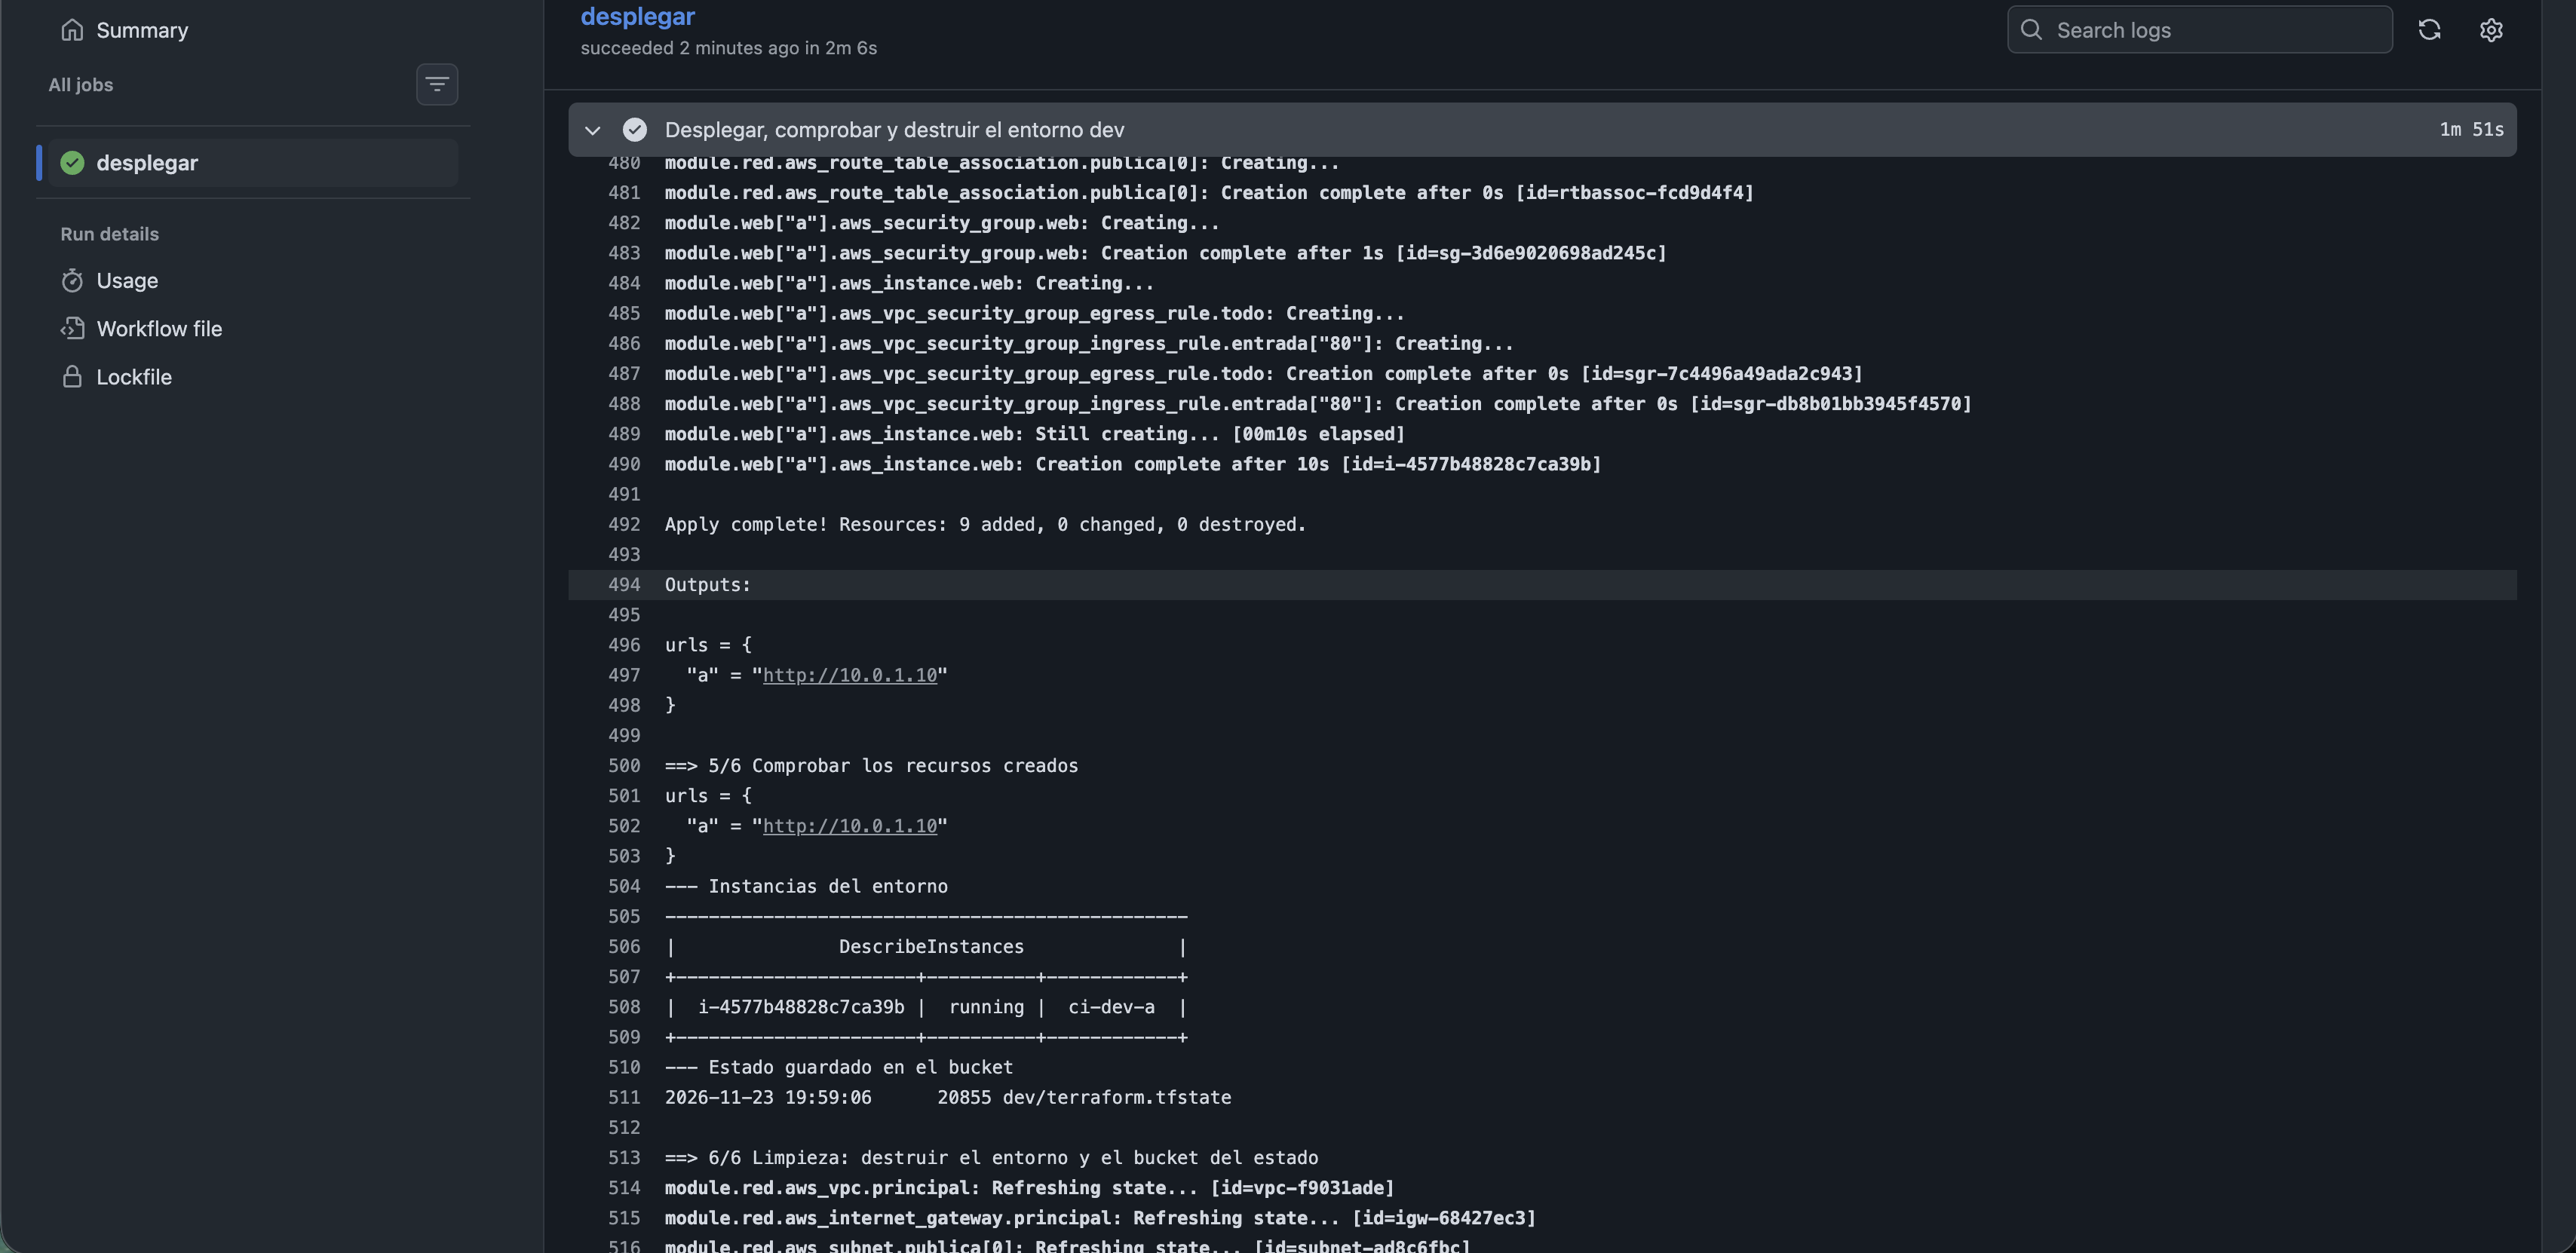 Summary
All jobs
desplegar
Run details
Usage
Workflow file
Lockfile
desplegar
succeeded 2 minutes ago in 2m 6s
Search logs
Desplegar, comprobar y destruir el entorno dev
1m 51s
480 module.red.aws_route_table_association.publica[0]: Creating...
481 module.red.aws_route_table_association.publica[0]: Creation complete after 0s [id=rtbassoc-fcd9d4f4]
482 module.web["a"].aws_security_group.web: Creating...
483 module.web["a"].aws_security_group.web: Creation complete after 1s [id=sg-3d6e9020698ad245c]
484 module.web["a"].aws_instance.web: Creating...
485 module.web["a"].aws_vpc_security_group_egress_rule.todo: Creating...
486 module.web["a"].aws_vpc_security_group_ingress_rule.entrada["80"]: Creating...
487 module.web["a"].aws_vpc_security_group_egress_rule.todo: Creation complete after 0s [id=sgr-7c4496a49ada2c943]
488 module.web["a"].aws_vpc_security_group_ingress_rule.entrada["80"]: Creation complete after 0s [id=sgr-db8b01bb3945f4570]
489 module.web["a"].aws_instance.web: Still creating... [00m10s elapsed]
490 module.web["a"].aws_instance.web: Creation complete after 10s [id=i-4577b48828c7ca39b]
491
492 Apply complete! Resources: 9 added, 0 changed, 0 destroyed.
493
494 Outputs:
495
496 urls = {
497   "a" = "http://10.0.1.10"
498 }
499
500 ==> 5/6 Comprobar los recursos creados
501 urls = {
502   "a" = "http://10.0.1.10"
503 }
504 --- Instancias del entorno
505 ------------------------------------------------
506 |               DescribeInstances              |
507 +----------------------+----------+------------+
508 |  i-4577b48828c7ca39b |  running |  ci-dev-a  |
509 +----------------------+----------+------------+
510 --- Estado guardado en el bucket
511 2026-11-23 19:59:06      20855 dev/terraform.tfstate
512
513 ==> 6/6 Limpieza: destruir el entorno y el bucket del estado
514 module.red.aws_vpc.principal: Refreshing state... [id=vpc-f9031ade]
515 module.red.aws_internet_gateway.principal: Refreshing state... [id=igw-68427ec3]
516 module.red.aws_subnet.publica[0]: Refreshing state... [id=subnet-ad8c6fbc]